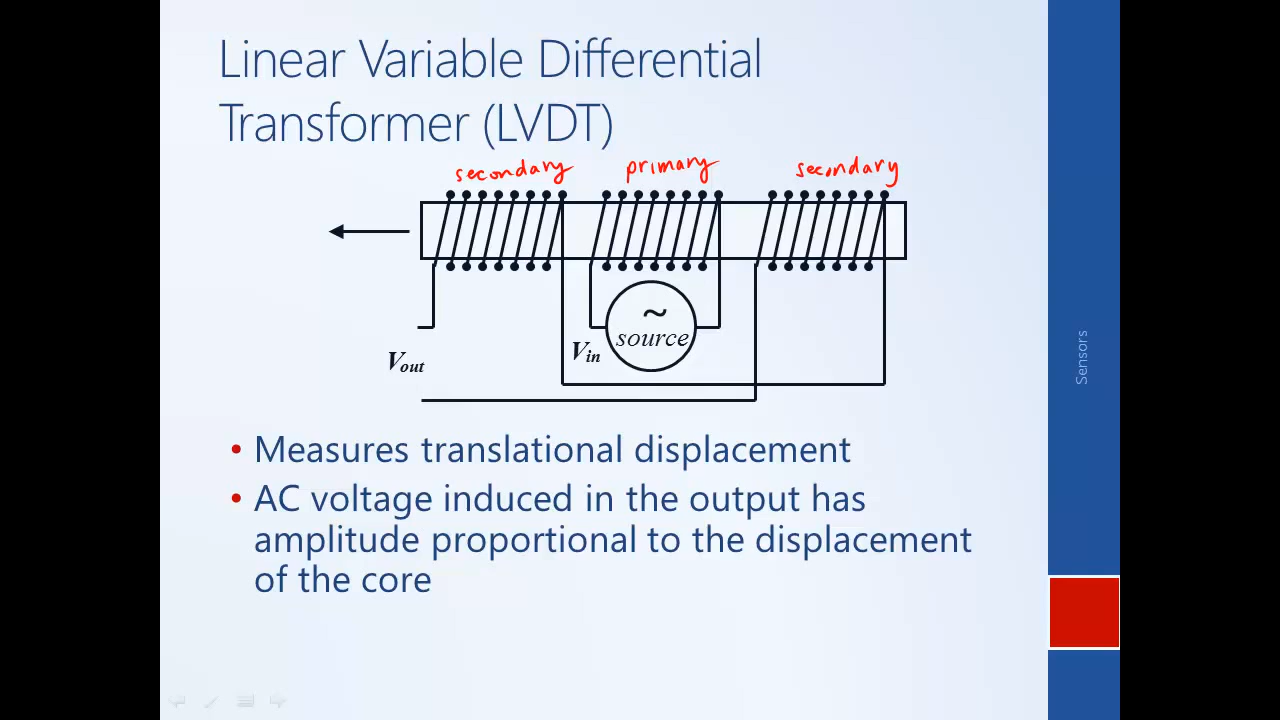 Linear Variable Differential
Transformer (LVDT)
secondary primary secondary
~
source
Vin
Vout
Sensors
• Measures translational displacement
• AC voltage induced in the output has
amplitude proportional to the displacement
of the core